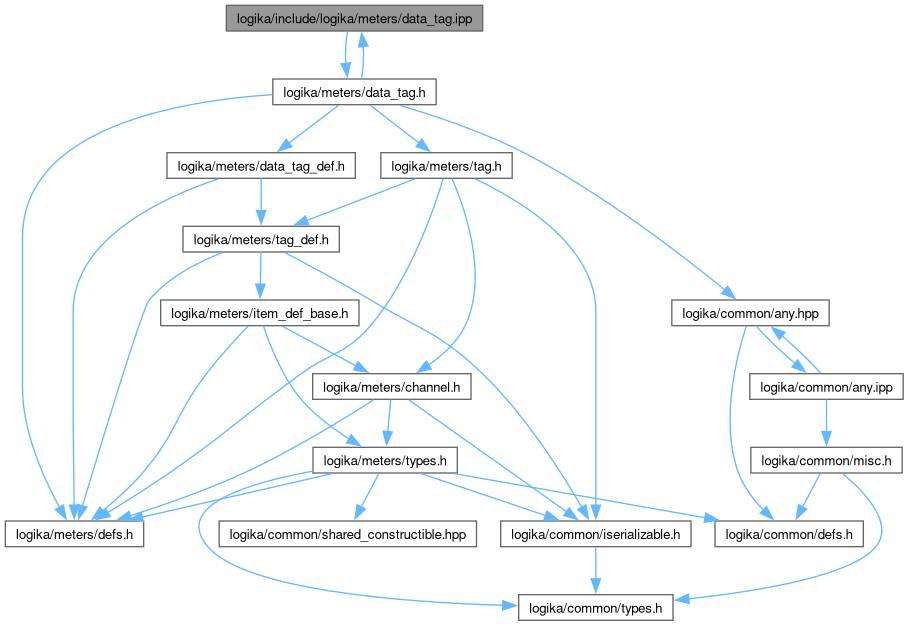 logika/include/logika/meters/data_tag.ipp
logika/meters/data_tag.h
logika/meters/data_tag_def.h
logika/meters/tag.h
logika/meters/tag_def.h
logika/meters/item_def_base.h
logika/common/any.hpp
logika/meters/channel.h
logika/common/any.ipp
logika/meters/types.h
logika/common/misc.h
logika/meters/defs.h
logika/common/shared_constructible.hpp
logika/common/iserializable.h
logika/common/defs.h
logika/common/types.h